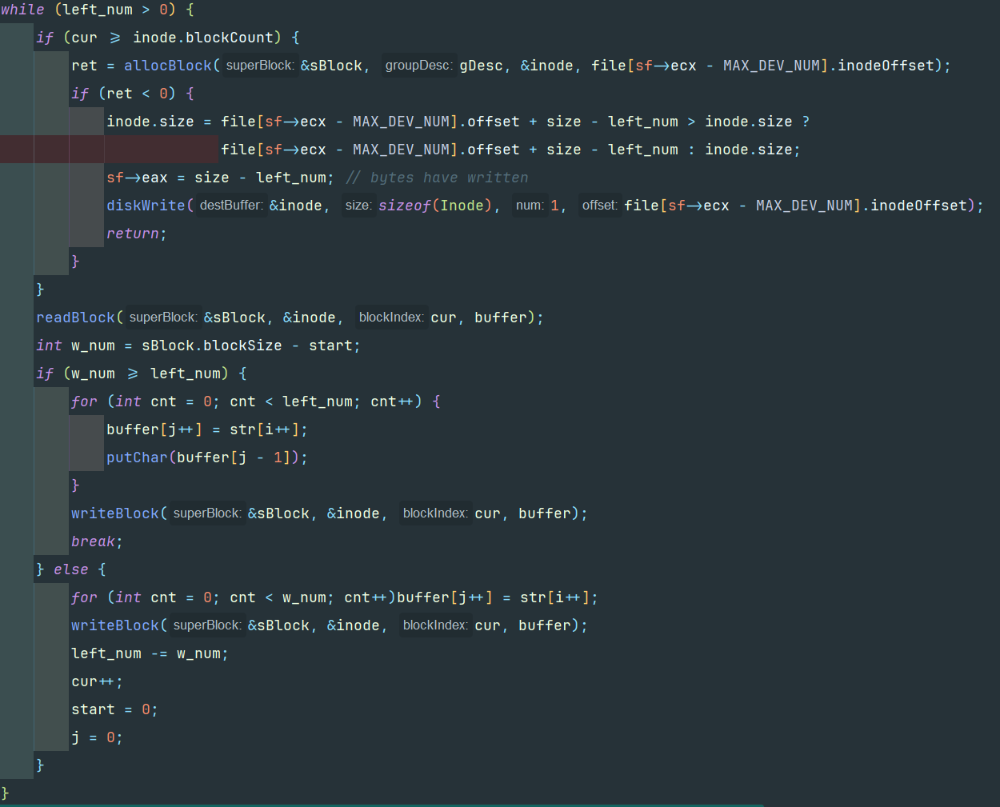 while (left_num > 0) {
if (cur ⩾ inode.blockCount) {
ret = allocBlock( superBlock: &sBlock, groupDesc: gDesc, &inode, file[sf→ecx - MAX_DEV_NUM].inodeOffset);
if (ret < 0) {
inode.size = file[sf→ecx - MAX_DEV_NUM].offset + size - left_num > inode.size ?
file[sf→ecx - MAX_DEV_NUM].offset + size - left_num : inode.size;
sf→eax = size - left_num; // bytes have written
diskWrite( destBuffer: &inode, size: sizeof(Inode), num: 1, offset: file[sf→ecx - MAX_DEV_NUM].inodeOffset);
return;
}
}
readBlock( superBlock: &sBlock, &inode, blockIndex: cur, buffer);
int w_num = sBlock.blockSize - start;
if (w_num ⩾ left_num) {
for (int cnt = 0; cnt < left_num; cnt++) {
buffer[j++] = str[i++];
putChar(buffer[j - 1]);
}
writeBlock( superBlock: &sBlock, &inode, blockIndex: cur, buffer);
break;
} else {
for (int cnt = 0; cnt < w_num; cnt++)buffer[j++] = str[i++];
writeBlock( superBlock: &sBlock, &inode, blockIndex: cur, buffer);
left_num -= w_num;
cur++;
start = 0;
j = 0;
}
}